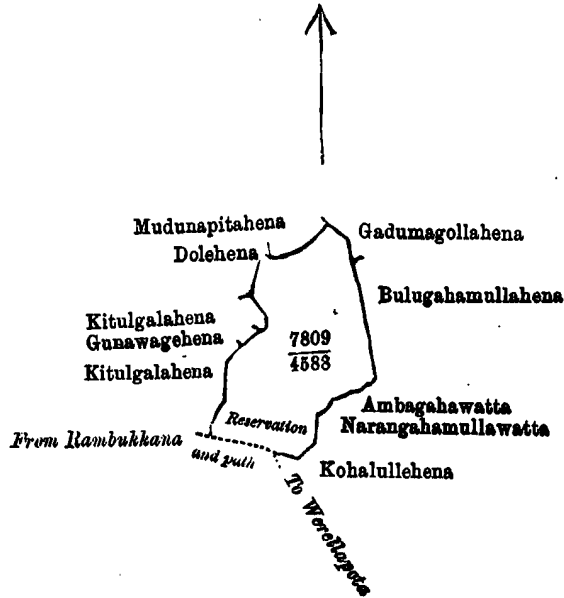 Mudunapitahena
Dolehena
Gadumagollahena
Bulugahamullahena
Kitulgalahena
Gunawagehena
Kitulgalahena
7809
4588
Ambagahawatta
Narangahamullawatta
Reservation
From Rambukkana
and path
Kohalullehena
To Werellapota